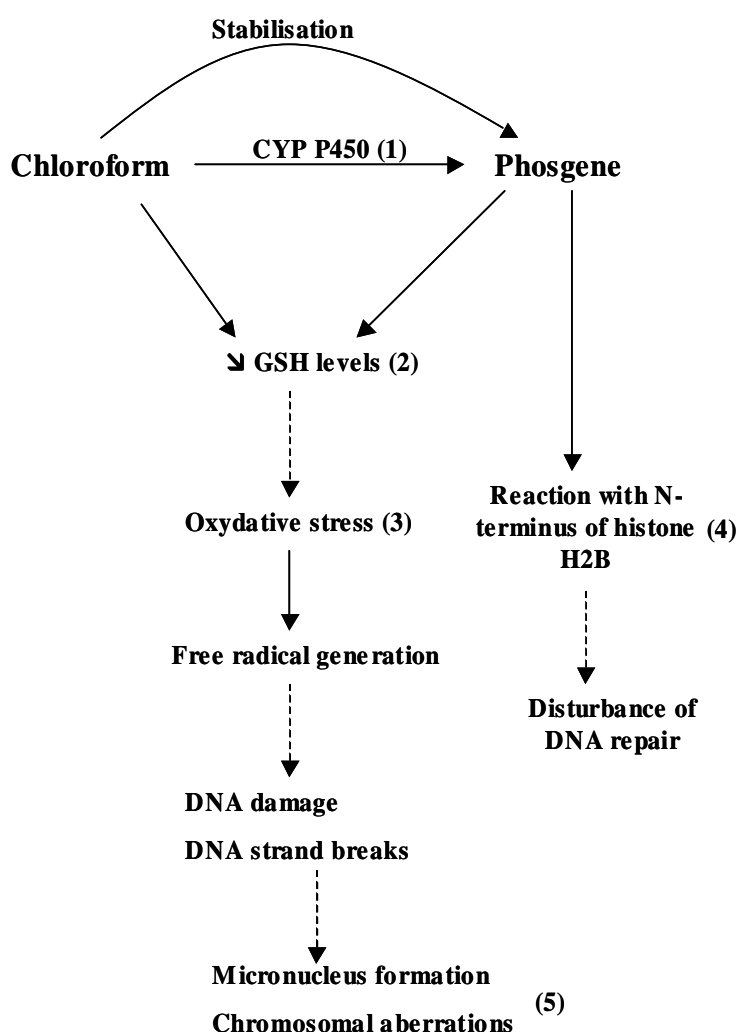 Stabilisation
CYP P450 (1)
Chloroform
Phosgene
↘ GSH levels (2)
Reaction with N-
terminus of histone (4)
H2B
Oxydative stress (3)
Free radical generation
Disturbance of
DNA repair
DNA damage
DNA strand breaks
Micronucleus formation
Chromosomal aberrations (5)